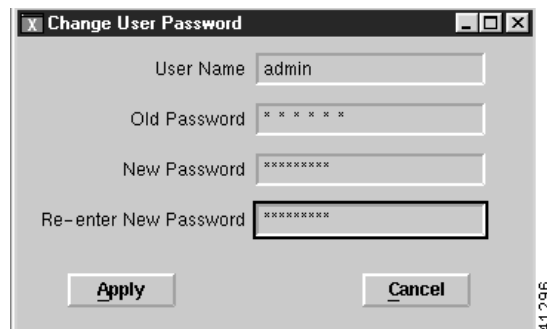 X Change User Password
User Name admin
Old Password * * * * * *
New Password *********
Re-enter New Password *********
Apply Cancel
41296